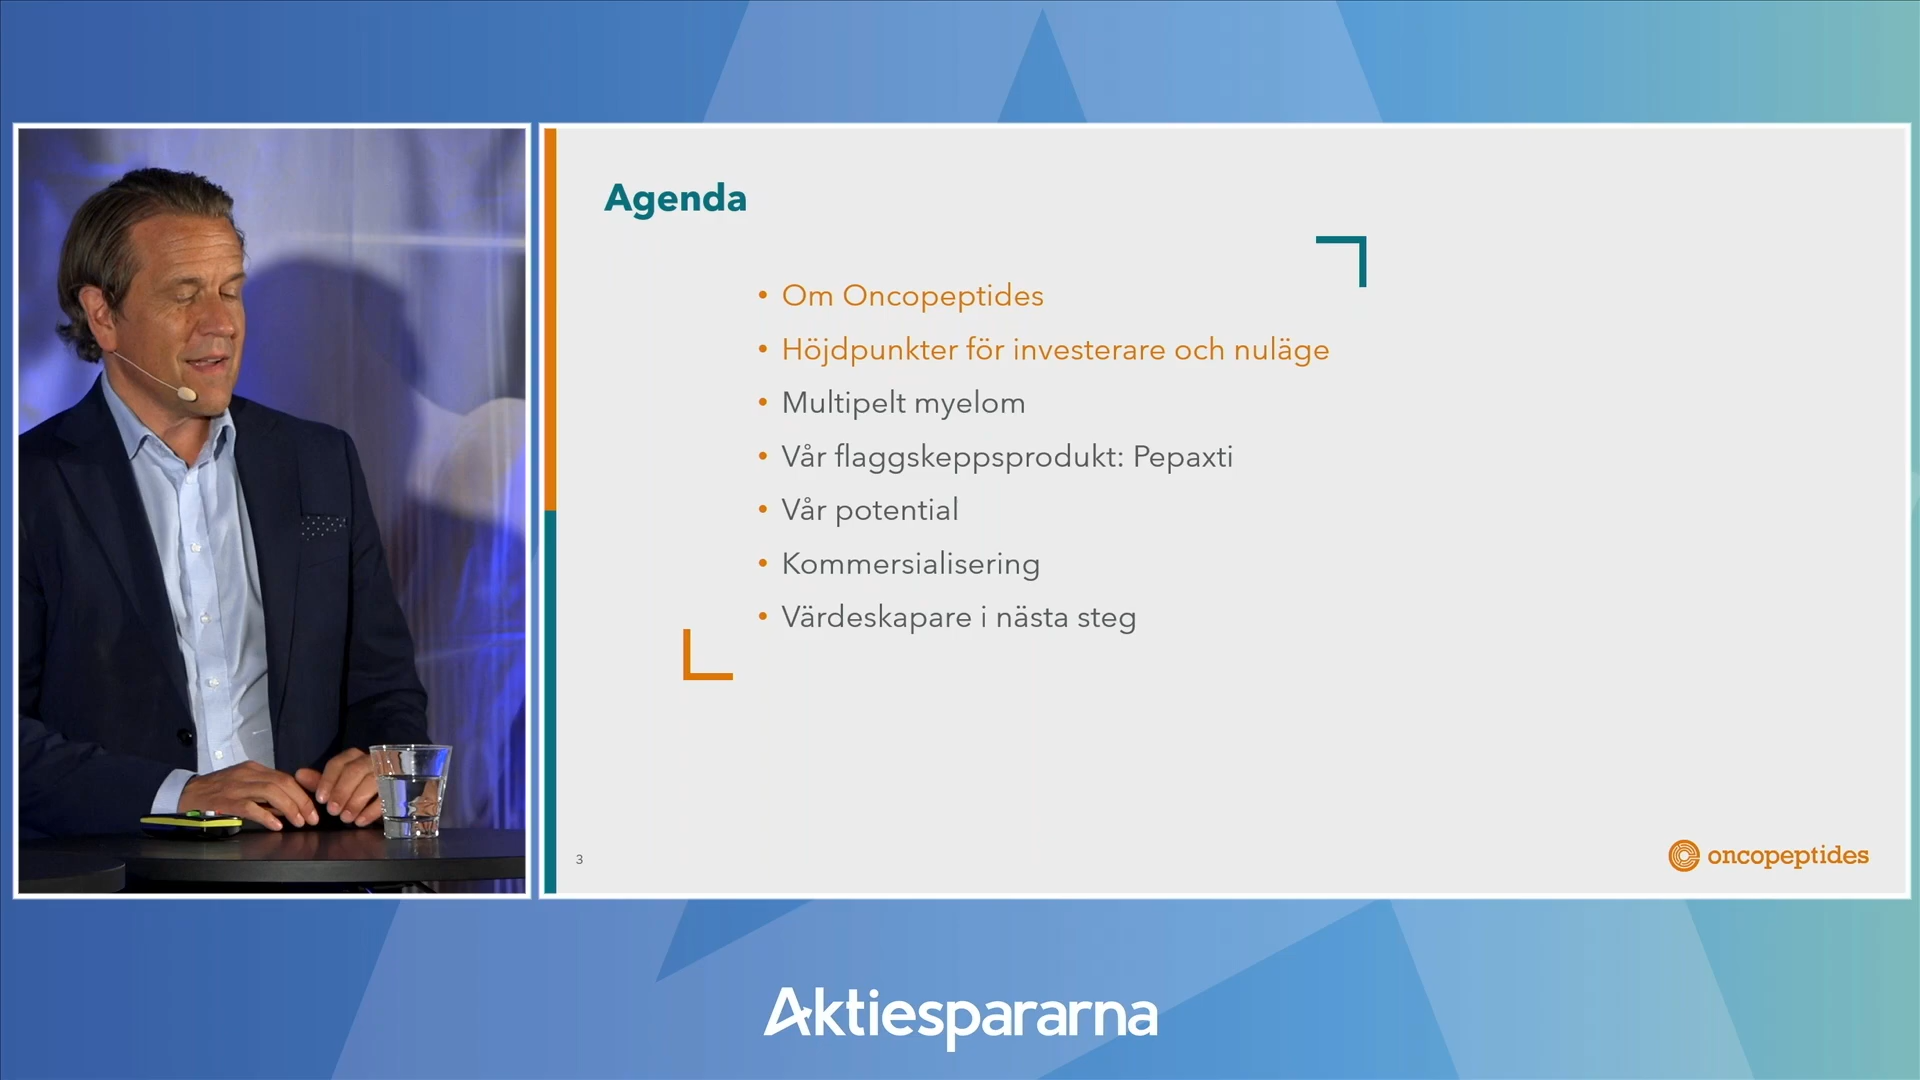 Agenda
• Om Oncopeptides
• Höjdpunkter för investerare och nuläge
• Multipelt myelom
• Vår flaggskeppsprodukt: Pepaxti
• Vår potential
• Kommersialisering
• Värdeskapare i nästa steg
3
oncopeptides
Aktiespararna